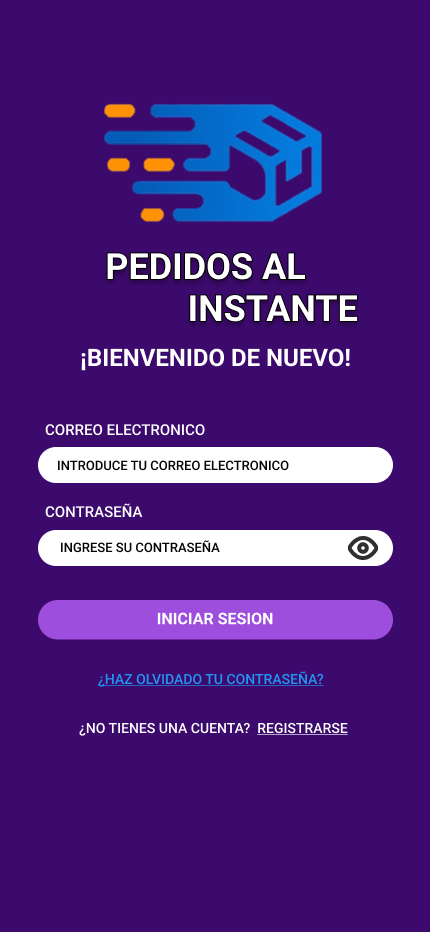 PEDIDOS AL
INSTANTE
¡BIENVENIDO DE NUEVO!
CORREO ELECTRONICO
INTRODUCE TU CORREO ELECTRONICO
CONTRASEÑA
INGRESE SU CONTRASEÑA
INICIAR SESION
¿HAZ OLVIDADO TU CONTRASEÑA?
¿NO TIENES UNA CUENTA? REGISTRARSE